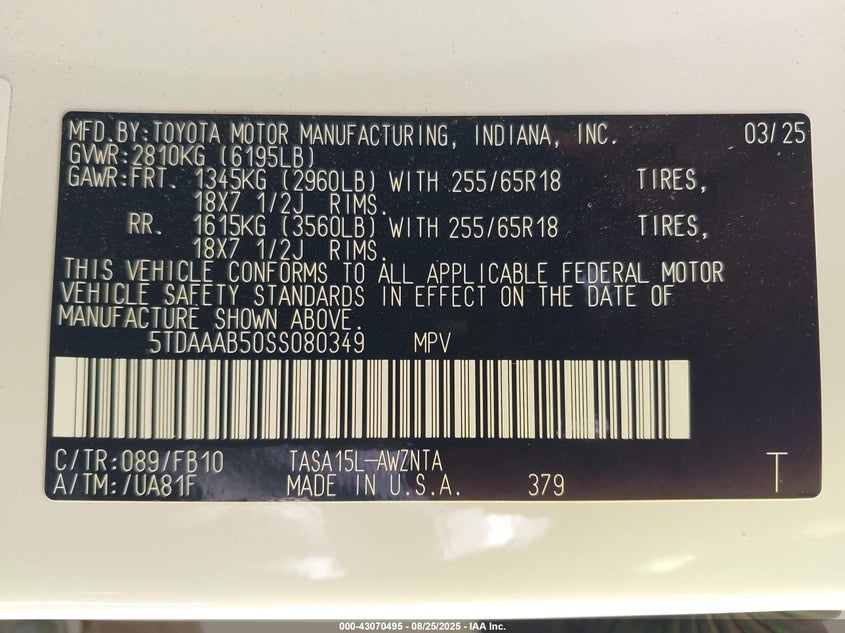 MFD.BY:TOYOTA MOTOR MANUFACTURING, INDIANA, INC. 03/25
GVWR:2810KG (6195LB)
GAWR:FRT. 1345KG (2960LB) WITH 255/65R18 TIRES,
18X7 1/2J RIMS.
RR. 1615KG (3560LB) WITH 255/65R18 TIRES,
18X7 1/2J RIMS.
THIS VEHICLE CONFORMS TO ALL APPLICABLE FEDERAL MOTOR
VEHICLE SAFETY STANDARDS IN EFFECT ON THE DATE OF
MANUFACTURE SHOWN ABOVE.
5TDAAAB50SS080349 MPV
C/TR:089/FB10 TASA15L-AWZNTA
A/TM:/UA81F MADE IN U.S.A. 379 T
000-43070495 - 08/25/2025 - IAA Inc.